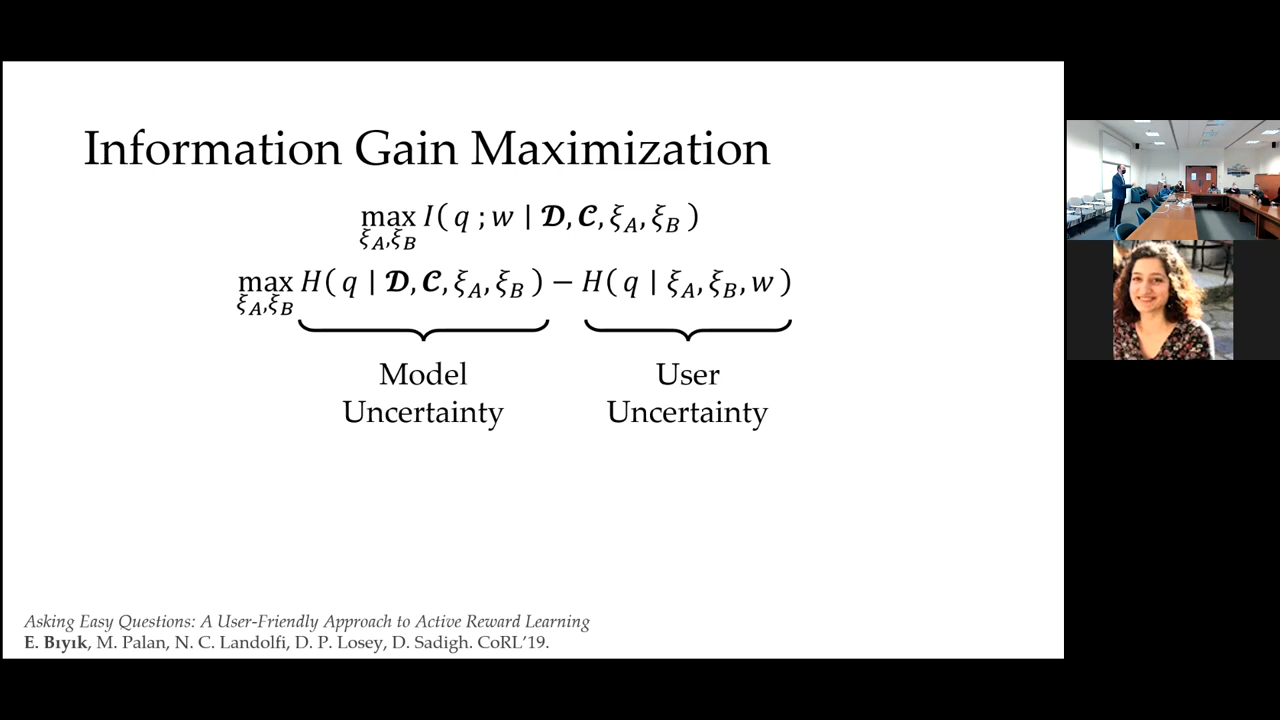 Information Gain Maximization
max I( q ; w | 𝓓, 𝓒, ξ_A, ξ_B )
ξ_A,ξ_B
max H( q | 𝓓, 𝓒, ξ_A, ξ_B ) − H( q | ξ_A, ξ_B, w )
ξ_A,ξ_B
Model User
Uncertainty Uncertainty
Asking Easy Questions: A User-Friendly Approach to Active Reward Learning
E. Bıyık, M. Palan, N. C. Landolfi, D. P. Losey, D. Sadigh. CoRL’19.